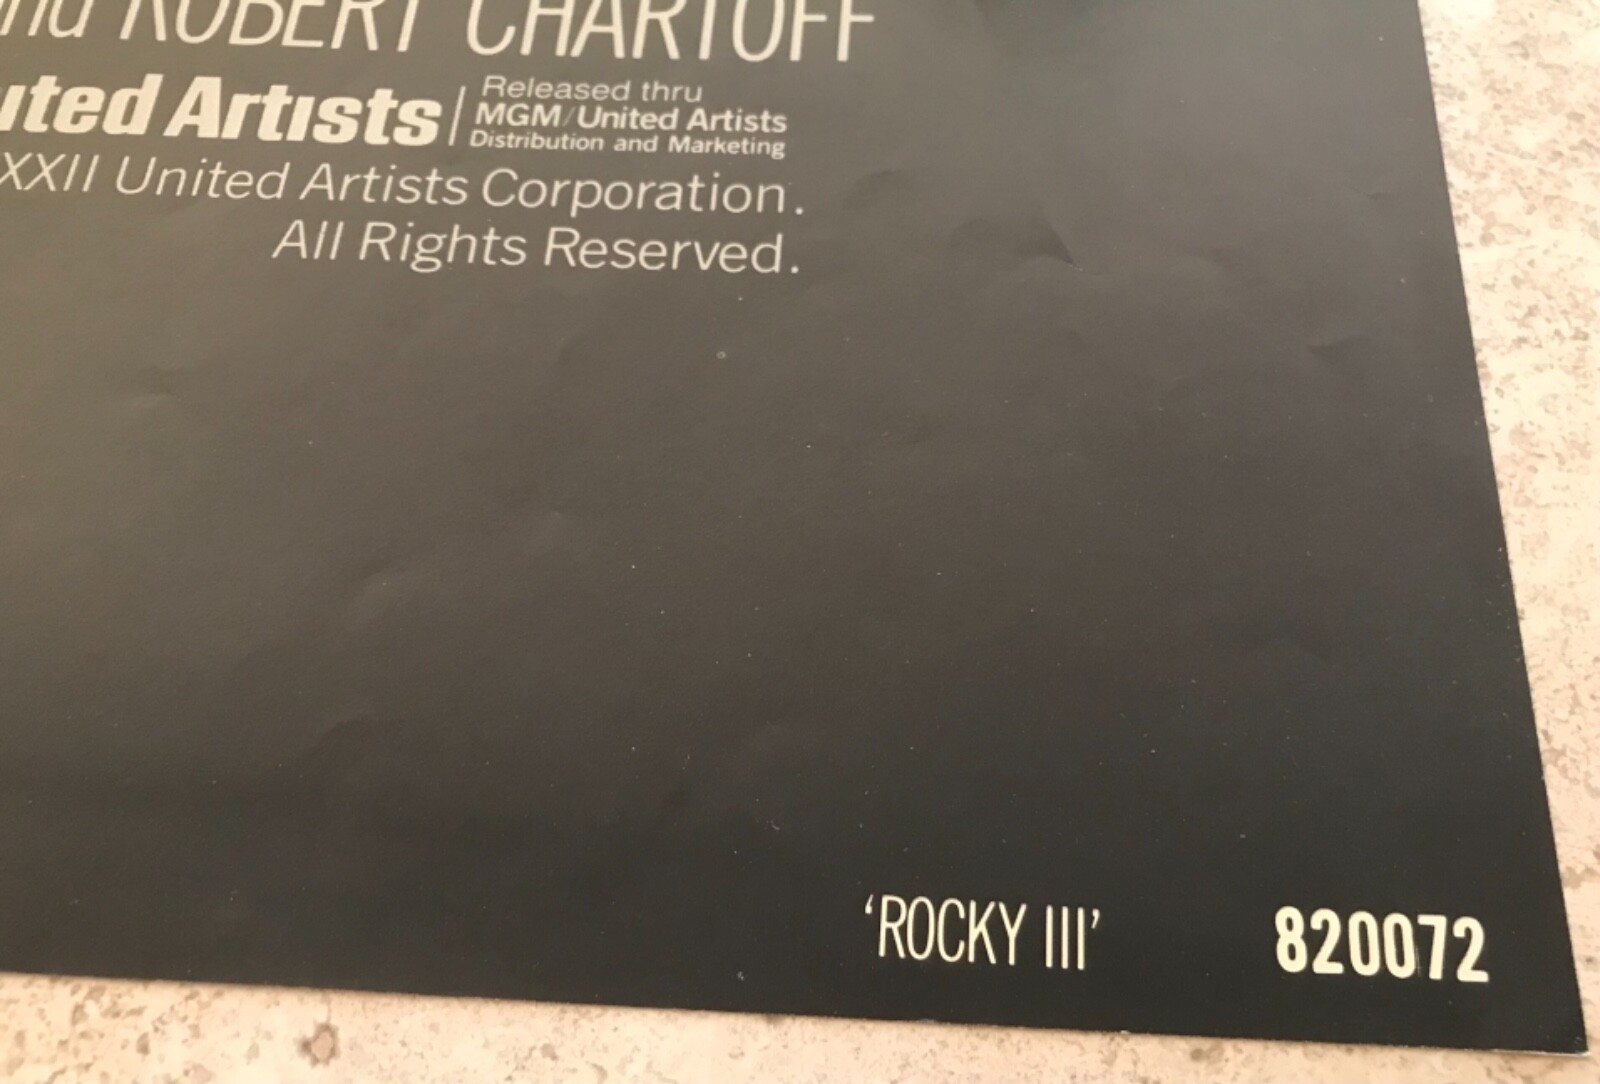 ROBERT CHARTOFF
Artists
Released thru
MGM/United Artists
Distribution and Marketing
XXII United Artists Corporation.
All Rights Reserved.
'ROCKY III' 820072